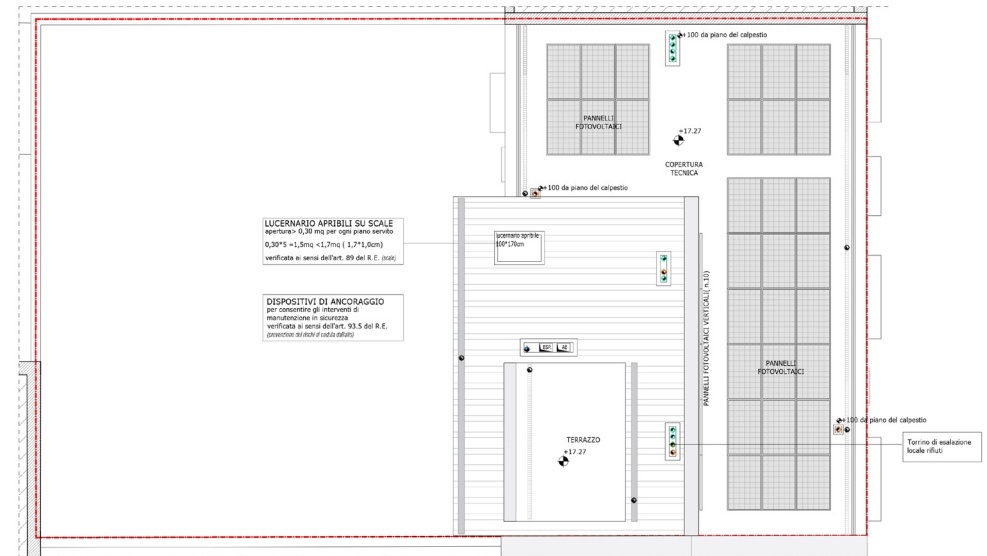 +100 da piano del calpestio
PANNELLI
FOTOVOLTAICI
+17.27
COPERTURA
TECNICA
+100 da piano del calpestio
LUCERNARIO APRIBILI SU SCALE
apertura> 0,30 mq per ogni piano servito
0,30*5 =1,5mq <1,7mq ( 1,7*1,0cm)
verificata ai sensi dell'art. 89 del R.E. (scale)
lucernario apribile
100*170cm
DISPOSITIVI DI ANCORAGGIO
per consentire gli interventi di
manutenzione in sicurezza
verificata ai sensi dell'art. 93.5 del R.E.
(prevenzione dei rischi di caduta dall'alto)
PANNELLI FOTOVOLTAICI VERTICALI( n.10)
ESP.
AE
PANNELLI
FOTOVOLTAICI
+100 da piano del calpestio
TERRAZZO
+17.27
Torrino di esalazione
locale rifiuti